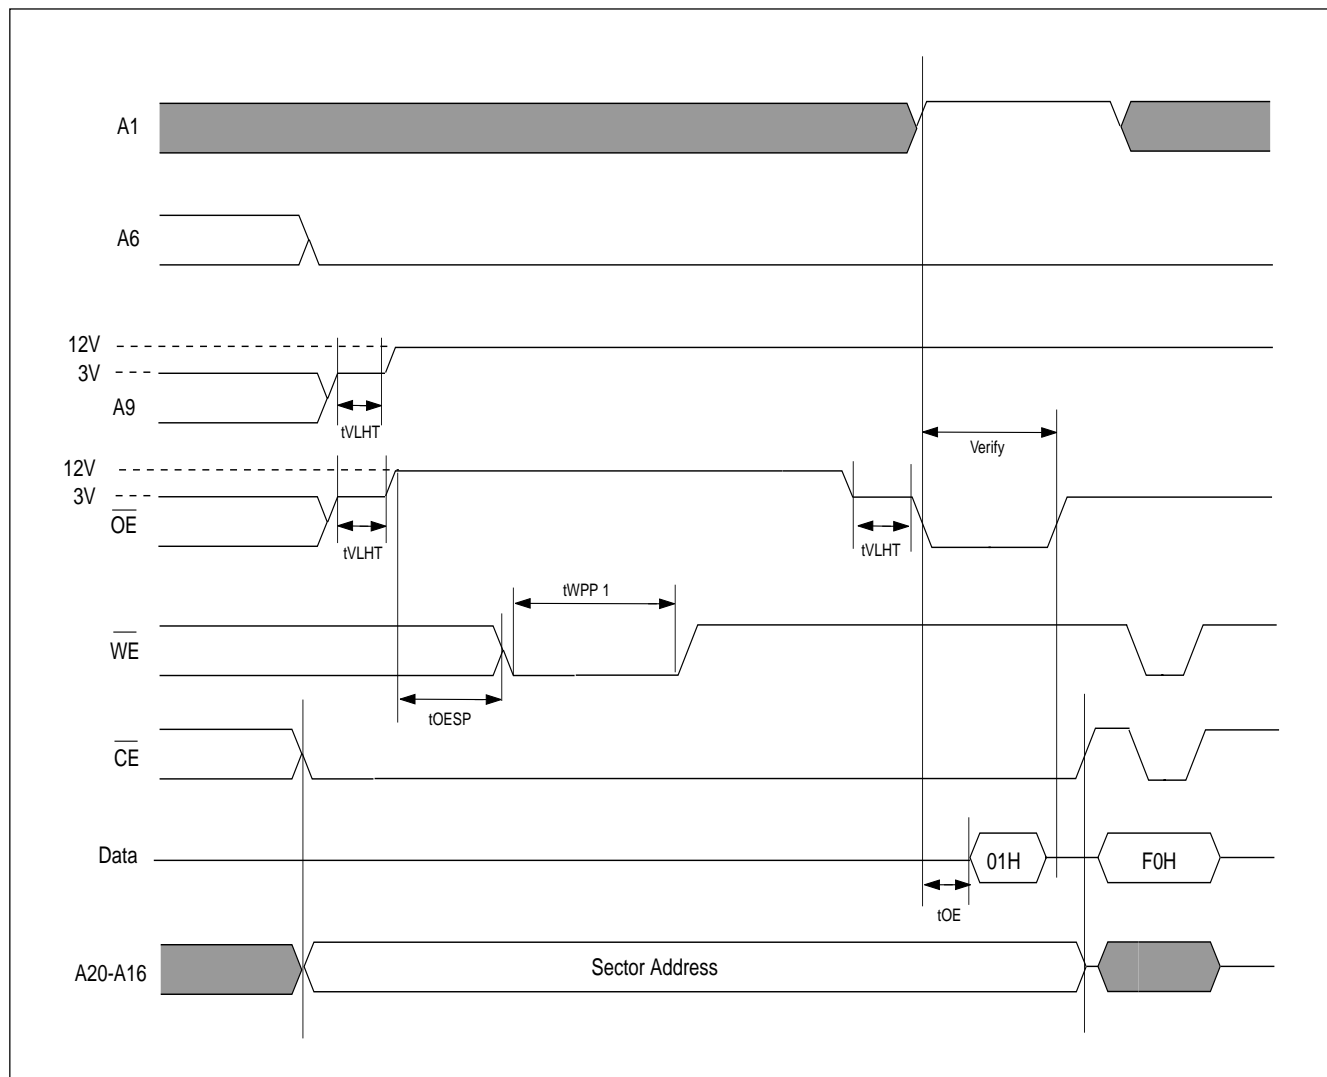 A1
A6
12V
3V
A9
tVLHT
Verify
12V
3V
OE
tVLHT
tVLHT
tWPP 1
WE
tOESP
CE
Data
01H
F0H
tOE
A20-A16
Sector Address